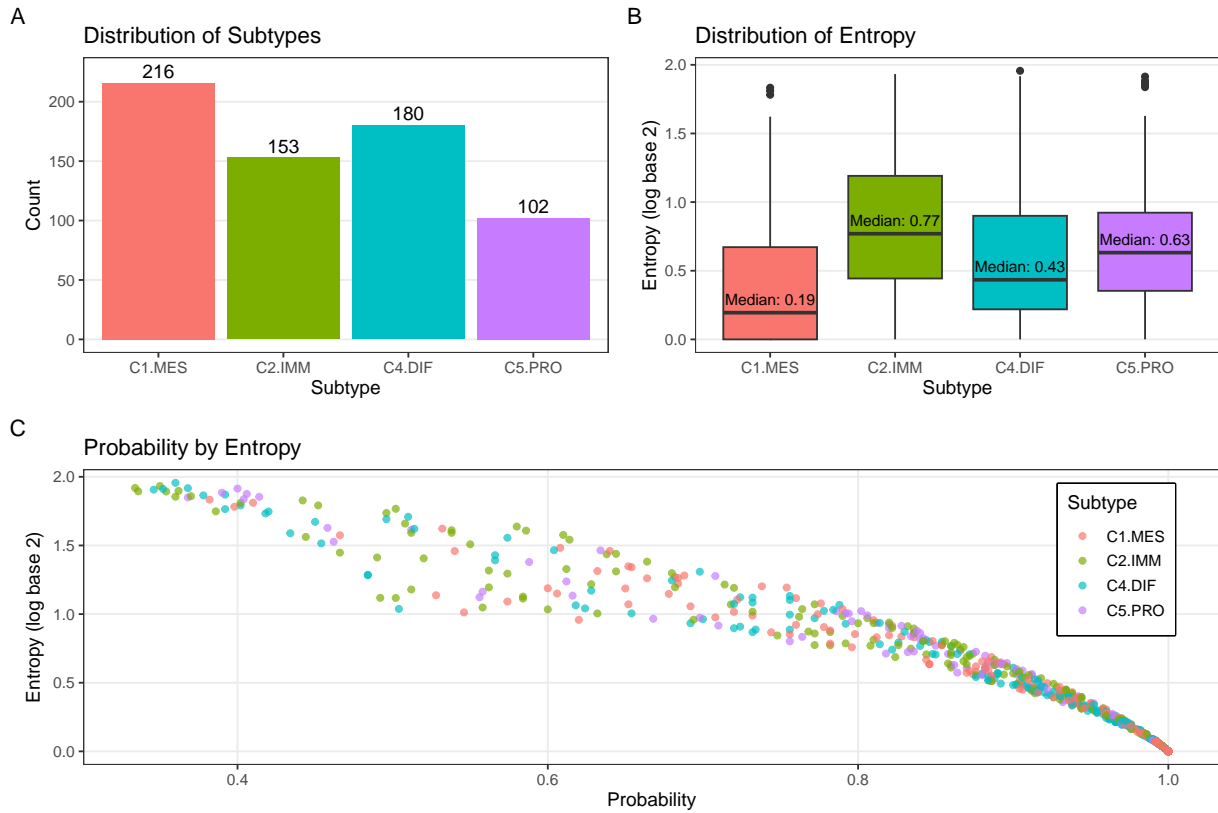 A
Distribution of Subtypes
216
153
180
102
200
150
100
50
0
Count
C1.MES
C2.IMM
C4.DIF
C5.PRO
Subtype
B
Distribution of Entropy
2.0
1.5
1.0
0.5
0.0
Entropy (log base 2)
Median: 0.19
Median: 0.77
Median: 0.43
Median: 0.63
C1.MES
C2.IMM
C4.DIF
C5.PRO
Subtype
C
Probability by Entropy
2.0
1.5
1.0
0.5
0.0
Entropy (log base 2)
Subtype
C1.MES
C2.IMM
C4.DIF
C5.PRO
0.4
0.6
0.8
1.0
Probability